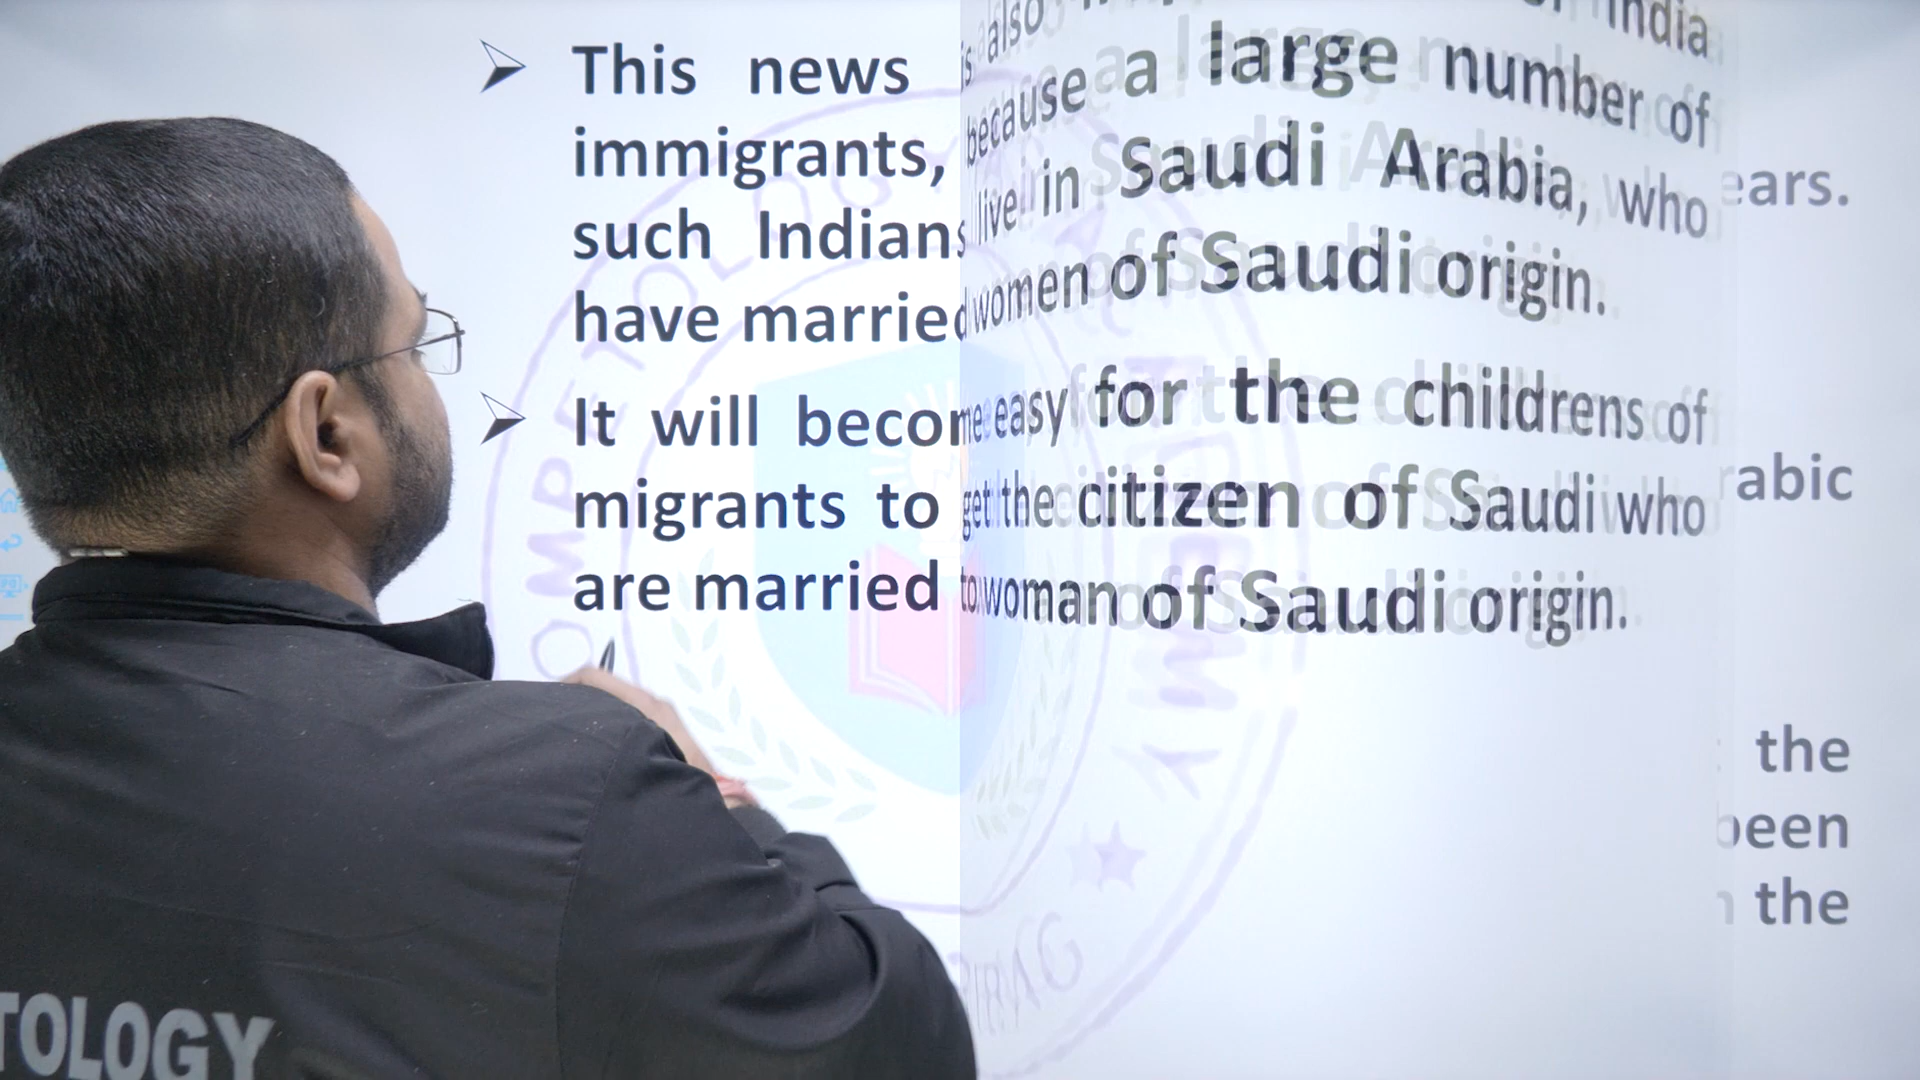 This news is also
India
immigrants, because a large number of
such Indians live in Saudi Arabia, who
have married women of Saudi origin.
It will become easy for the childrens of
migrants to get the citizen of Saudi who
are married to woman of Saudi origin.
ears.
rabic
the
been
the
OMPETOLOGY ACADEMY
TOLOGY